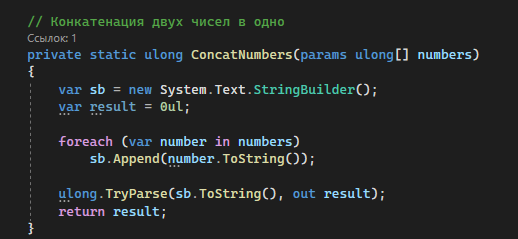 // Конкатенация двух чисел в одно
Ссылок: 1
private static ulong ConcatNumbers(params ulong[] numbers)
{
    var sb = new System.Text.StringBuilder();
    var result = 0ul;

    foreach (var number in numbers)
        sb.Append(number.ToString());

    ulong.TryParse(sb.ToString(), out result);
    return result;
}